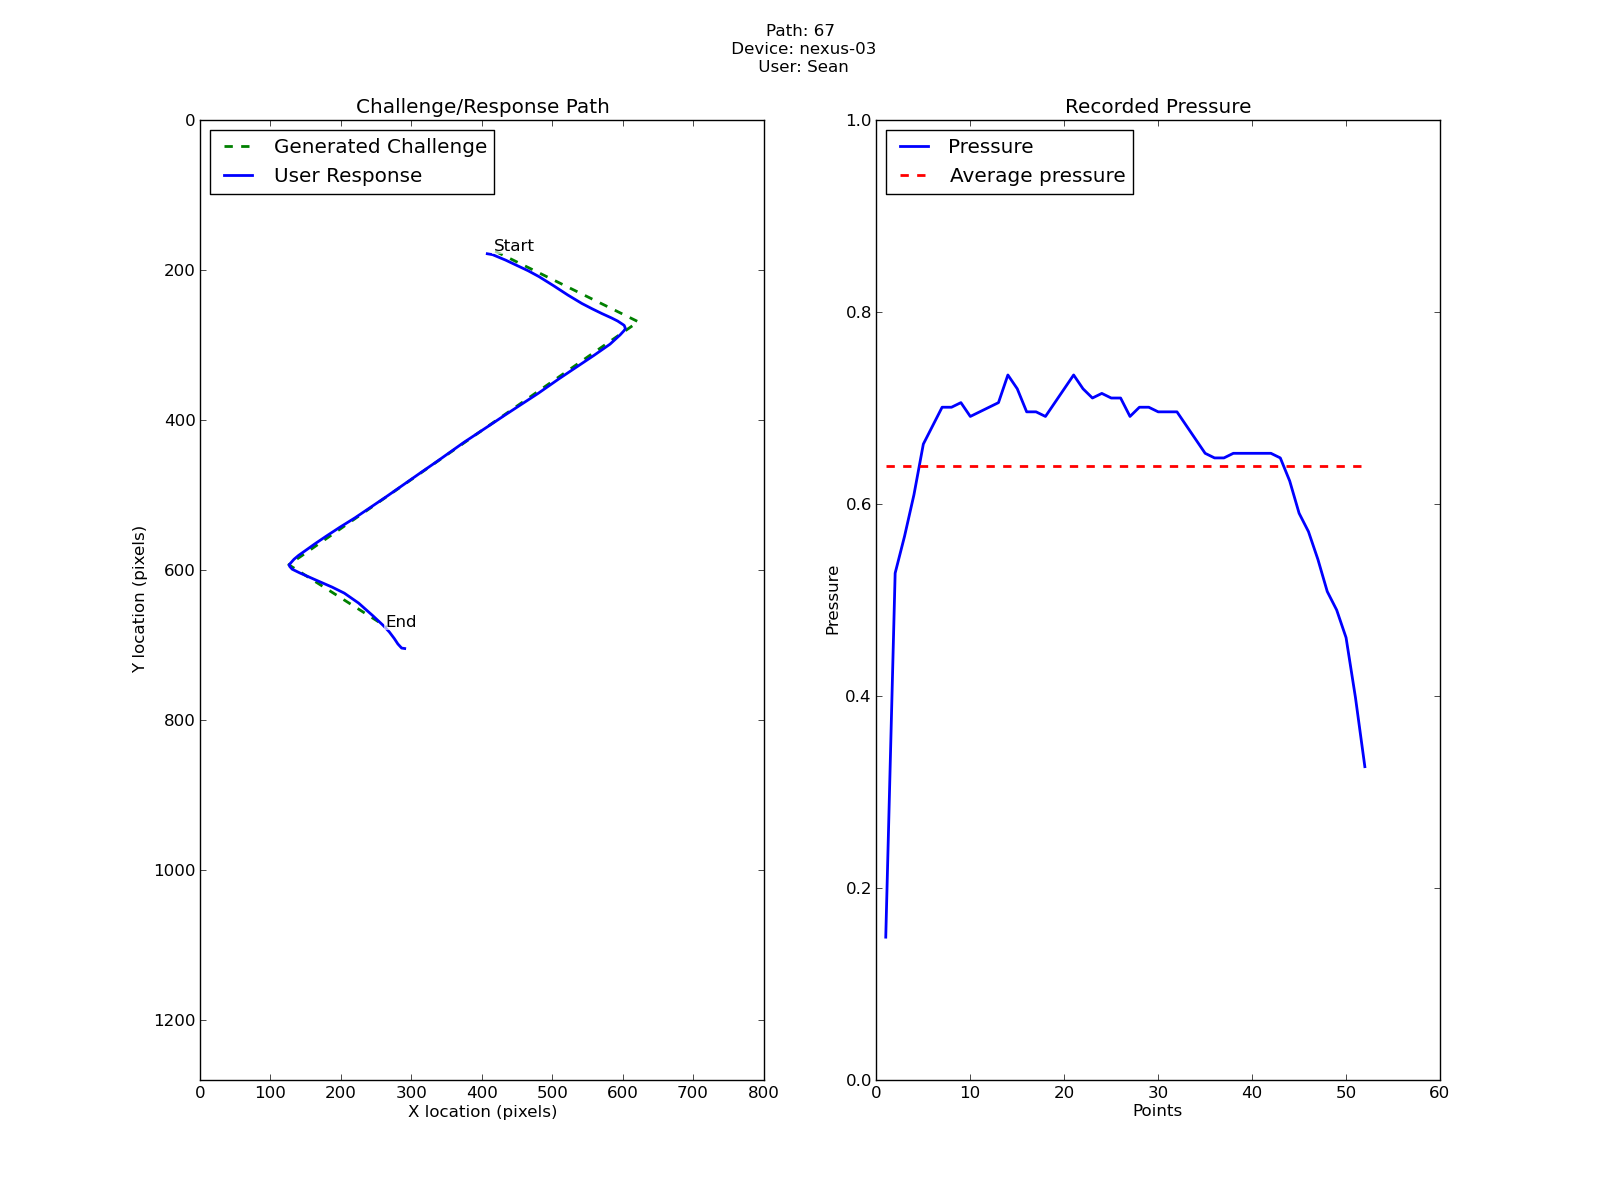 Path: 67
Device: nexus-03
User: Sean
Challenge/Response Path
Generated Challenge
User Response
Start
End
0
200
400
600
800
1000
1200
Y location (pixels)
0 100 200 300 400 500 600 700 800
X location (pixels)
Recorded Pressure
Pressure
Average pressure
1.0
0.8
0.6
0.4
0.2
0.0
Pressure
0 10 20 30 40 50 60
Points